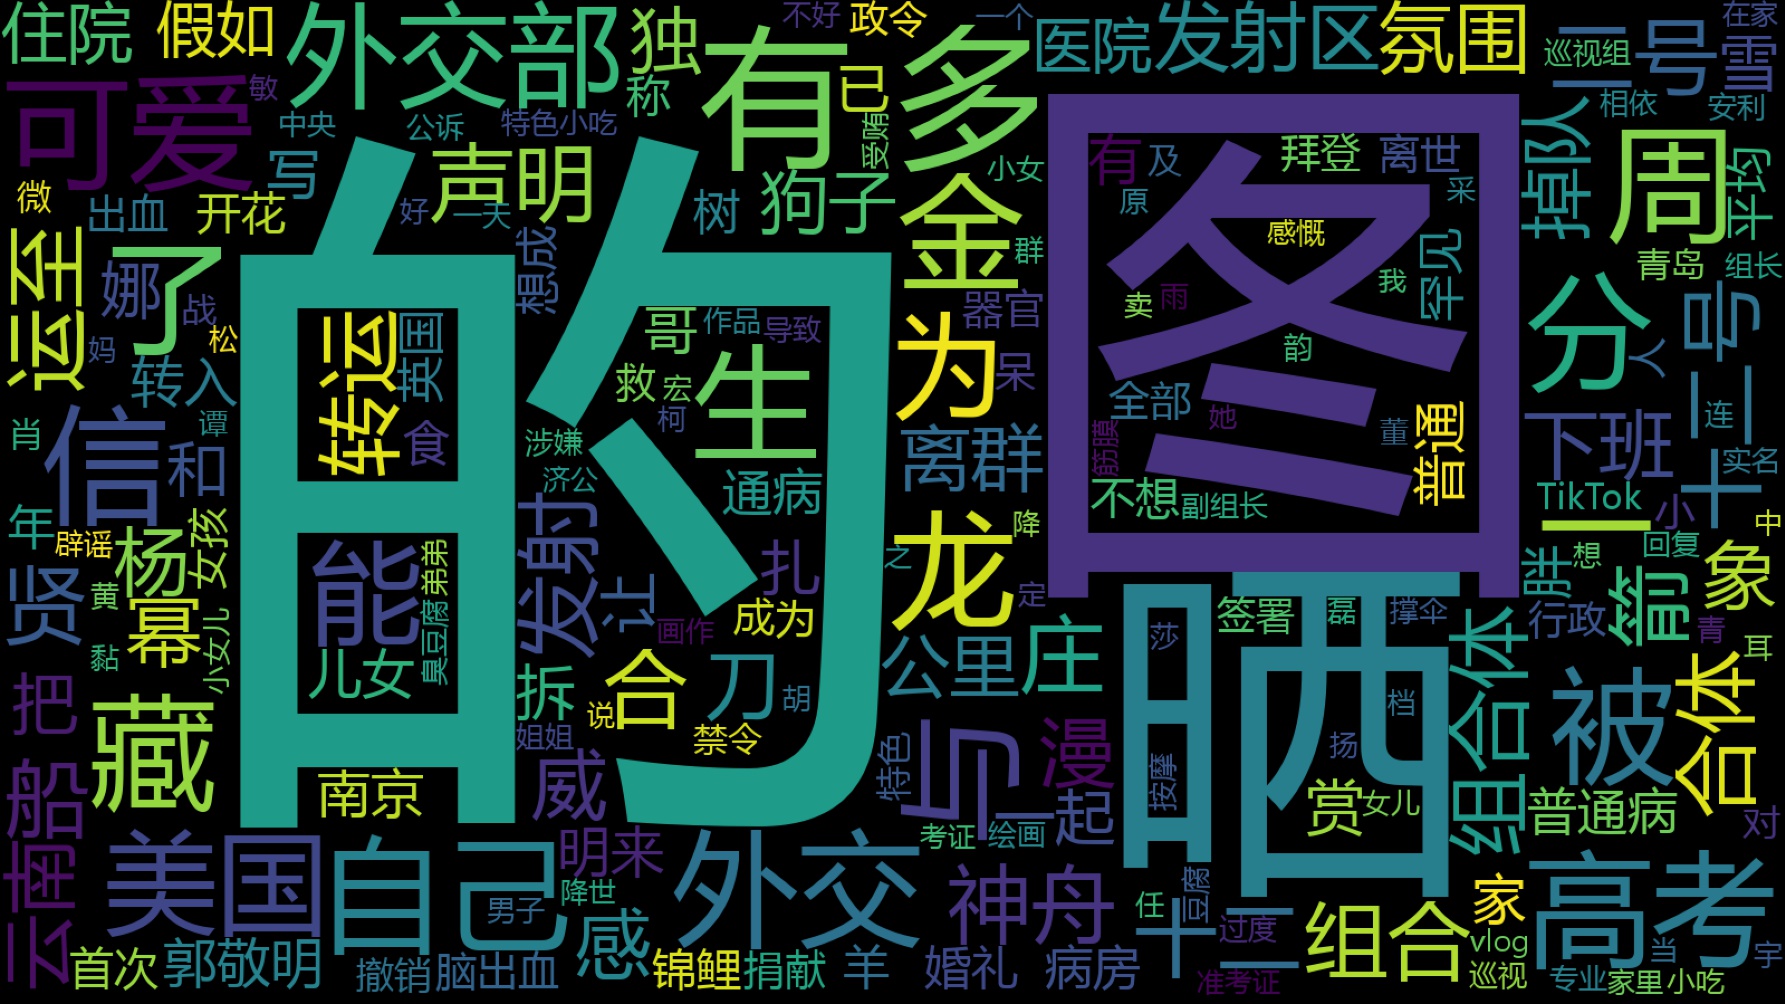 住院
假如
外交部
独
有
不好
政令
一个
多
医院
发射区
氛围
二号
在家
巡视组
雪
可爱
敏
称
已
中央
公诉
特色小吃
受贿
相依
安利
写
声明
狗子
小女
有
及
拜登
离世
掉队
周
平均
微
出血
开花
好
一天
树
金
原
采
运至
了
娜
战
松
妈
的
想成
群
图
感慨
我
罕见
青岛
组长
转运
英国
哥
作品
导致
器官
卖
雨
分
人
十二号
转入
救
宏
生
为
呆
韵
肖
谭
信
和
食
柯
涉嫌
济公
通病
离群
全部
她
董
筋膜
普通
下班
连
实名
年
辟谣
杨
女孩
不想
副组长
TikTok
一
小
中
贤
黄
幂
能
弟弟
发射
让
扎
之
龙
降
定
胖
想
回复
箭
象
黏
小女儿
儿女
臭豆腐
画作
成为
签署
磊
撑伞
行政
青
耳
把
藏
拆
合
刀
胡
公里
庄
莎
晒
组合体
被
合体
说
姐姐
禁令
档
船
南京
威
特色
与
漫
扬
按摩
赏
女儿
普通病
对
云南
美国
自己
明来
外交
考证
绘画
一起
降世
男子
感
神舟
任
豆腐
十二
过度
组合
家
高考
vlog
首次
郭敬明
撤销
脑出血
锦鲤
捐献
羊
婚礼
病房
准考证
巡视
当
宇
专业
家里
小吃